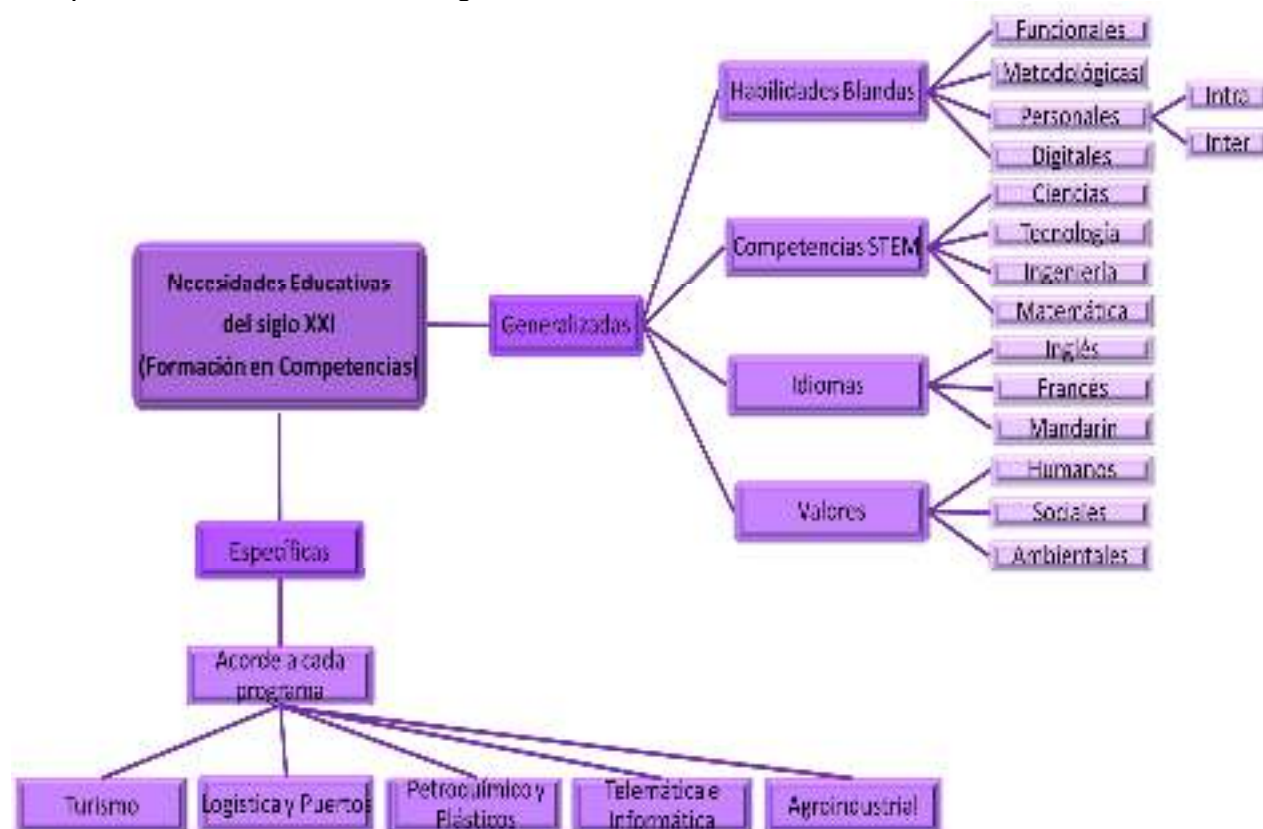 Necesidades Educativas
del siglo XXI
(Formación en Competencias)
Generalizadas
Habilidades Blandas
Funcionales
Metodológicas
Personales
Intra
Inter
Digitales
Competencias STEM
Ciencias
Tecnología
Ingeniería
Matemática
Idiomas
Inglés
Francés
Mandarin
Valores
Humanos
Sociales
Ambientales
Específicas
Acorde a cada
programa
Turismo
Logística y Puertos
Petroquímico y
Plásticos
Telemática e
Informática
Agroindustrial